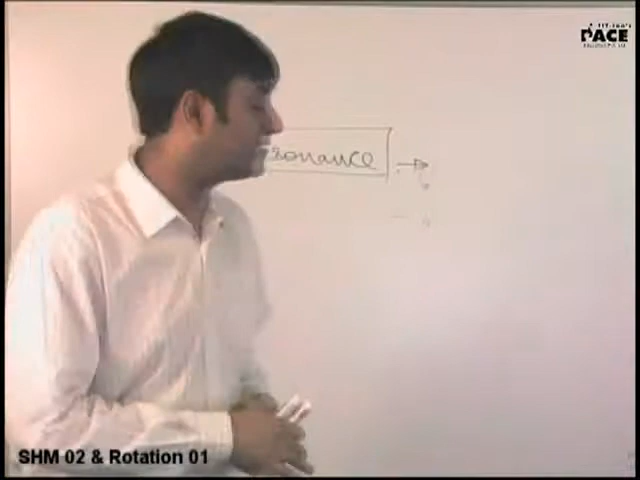 PACE
sonance →
SHM 02 & Rotation 01